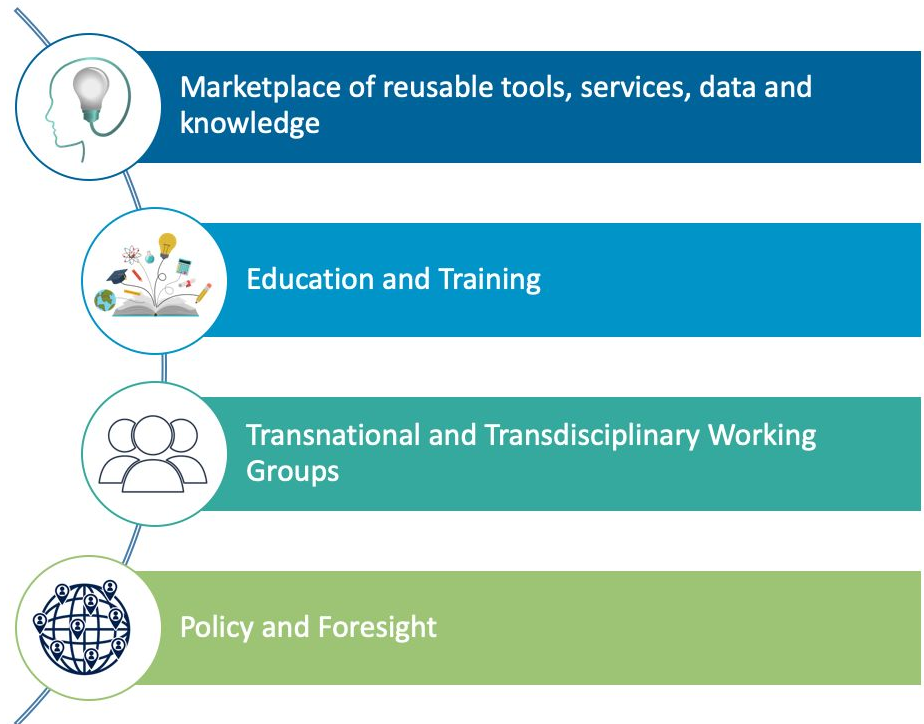 Marketplace of reusable tools, services, data and
knowledge
Education and Training
Transnational and Transdisciplinary Working
Groups
Policy and Foresight